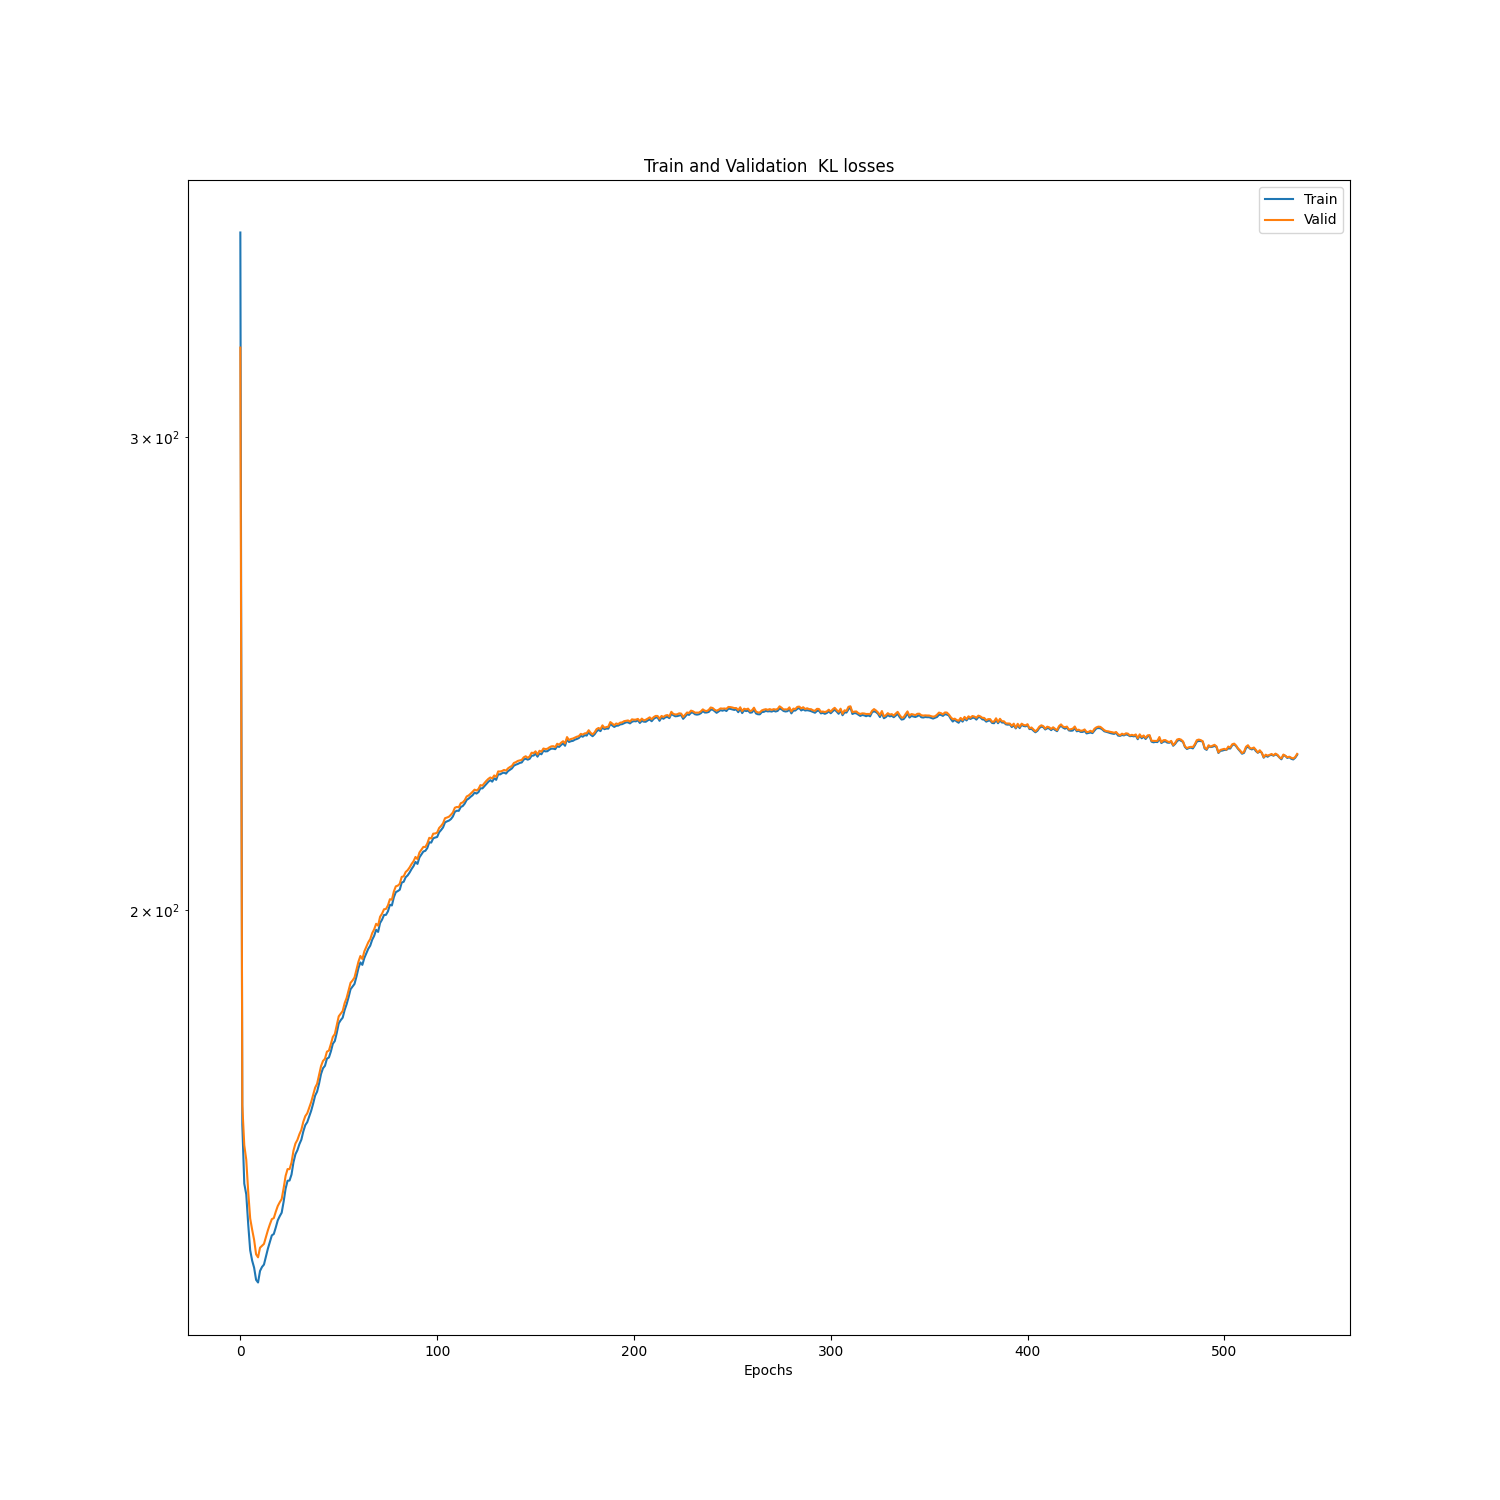 Train and Validation  KL losses
Train
Valid
3 × 10²
2 × 10²
0 100 200 300 400 500
Epochs